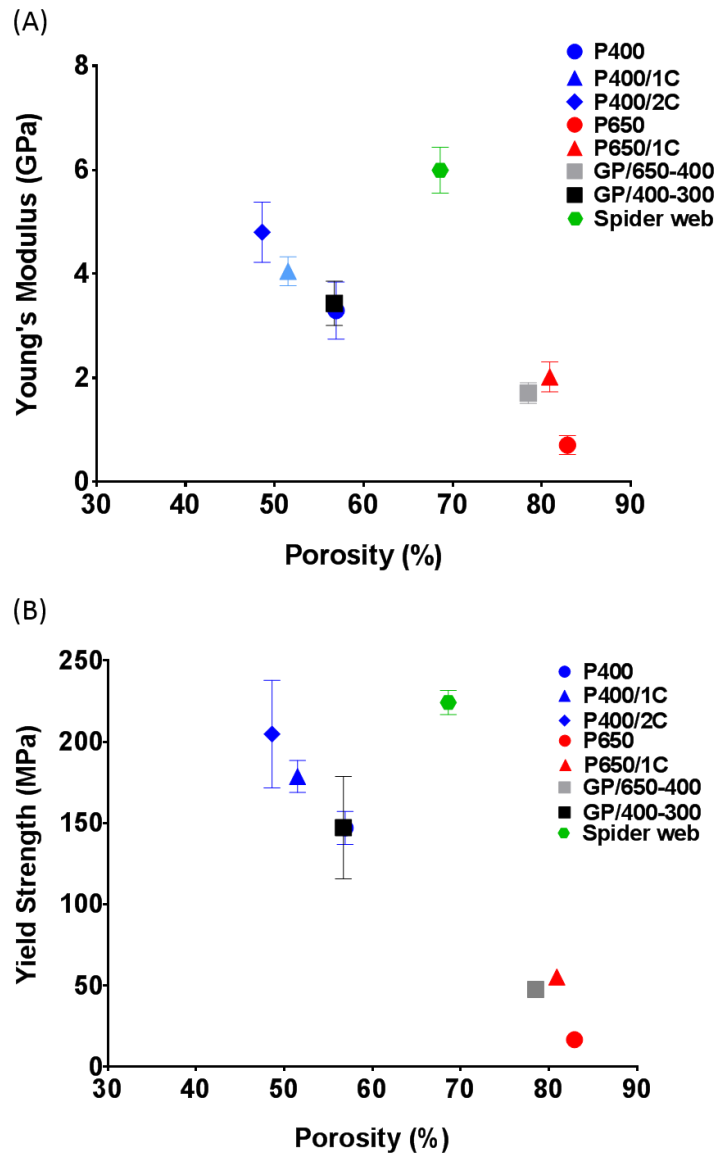 (A)
P400
P400/1C
P400/2C
P650
P650/1C
GP/650-400
GP/400-300
Spider web
Young's Modulus (GPa)
8
6
4
2
0
30 40 50 60 70 80 90
Porosity (%)
(B)
P400
P400/1C
P400/2C
P650
P650/1C
GP/650-400
GP/400-300
Spider web
Yield Strength (MPa)
250
200
150
100
50
0
30 40 50 60 70 80 90
Porosity (%)